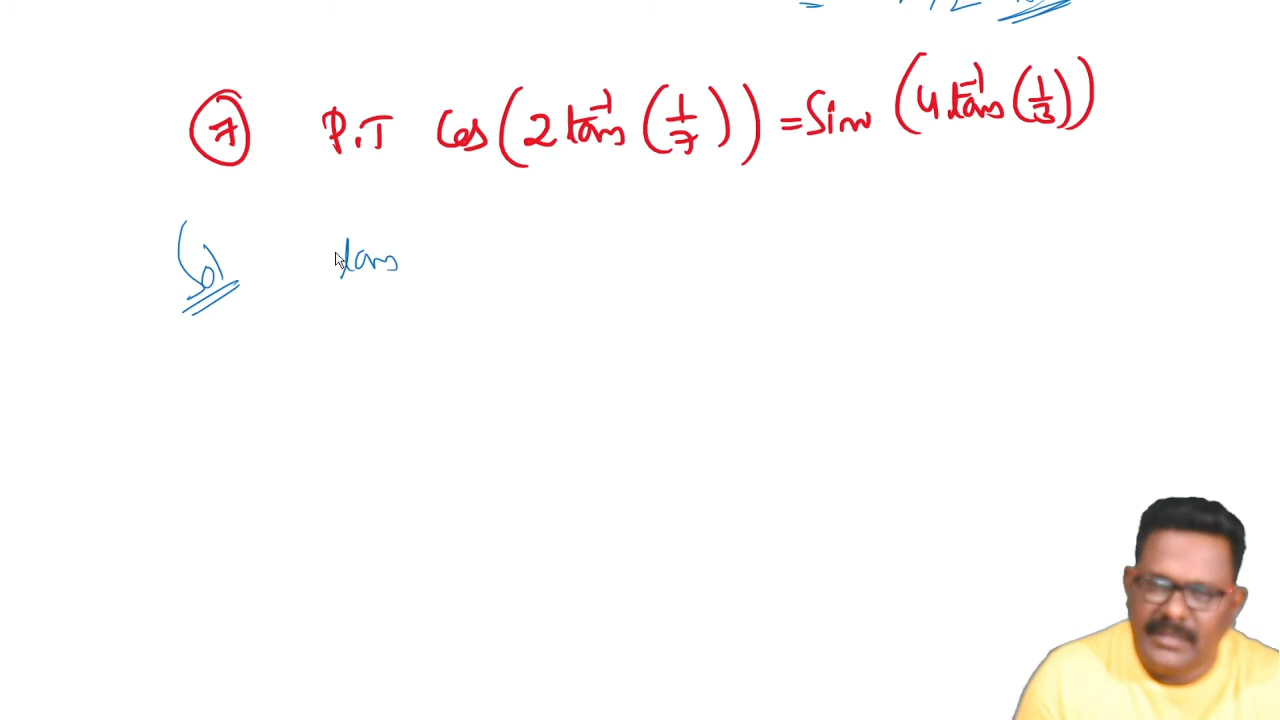 ⑦ P.T Cos(2 tan⁻¹(1/7)) = Sin(4 tan⁻¹(1/3))
Sol tan